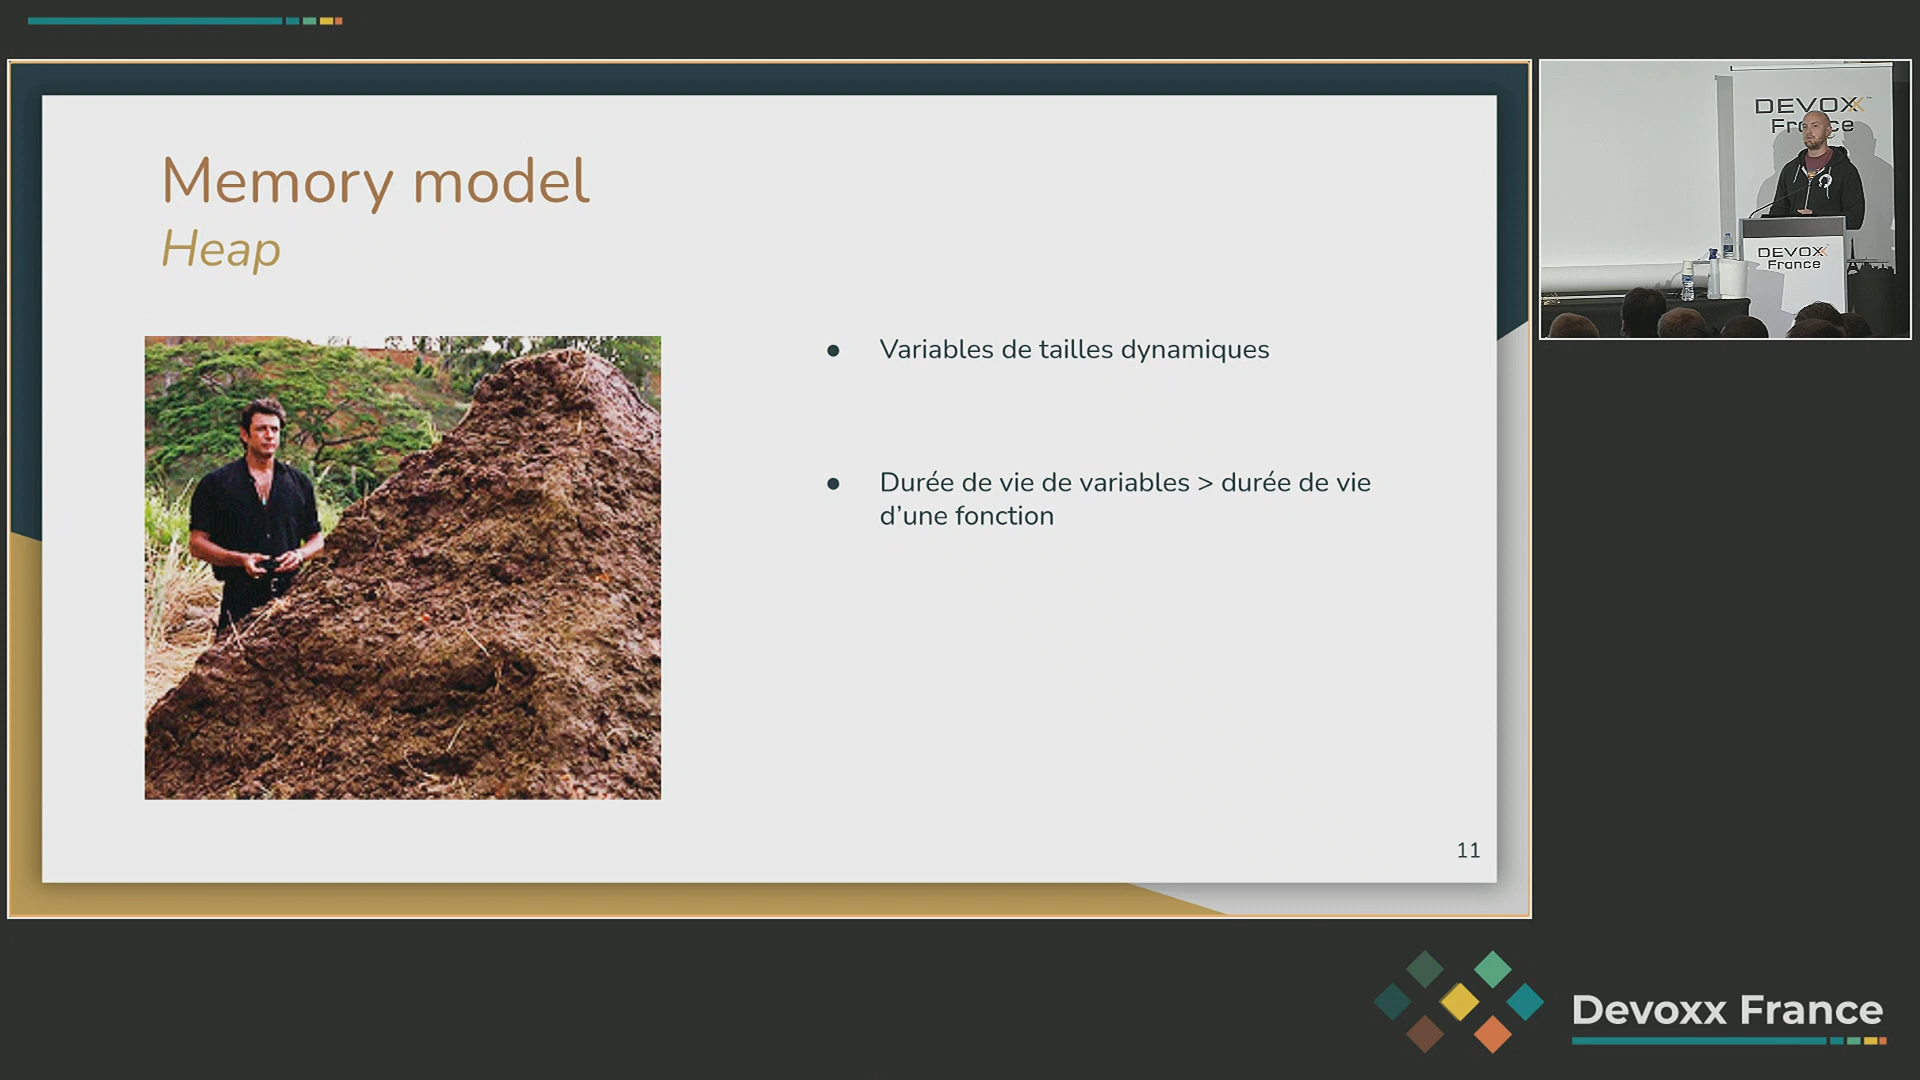 Memory model
Heap
Variables de tailles dynamiques
Durée de vie de variables > durée de vie
d’une fonction
11
DEVOXX
France
DEVOXX
France
Devoxx France